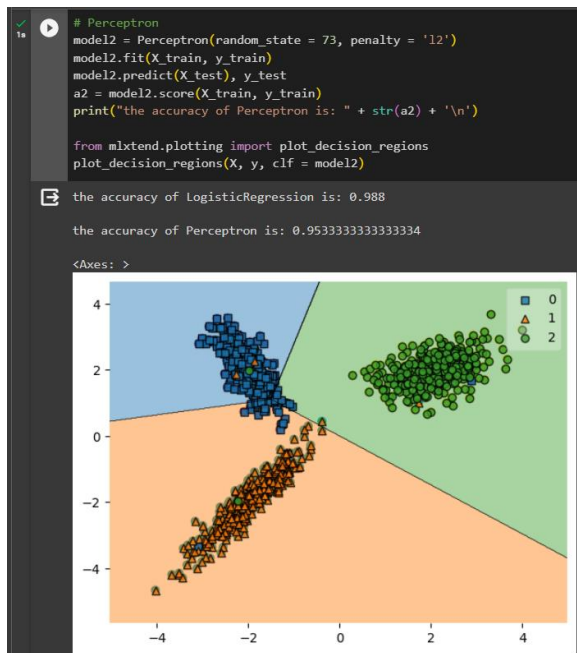 1s
# Perceptron
model2 = Perceptron(random_state = 73, penalty = 'l2')
model2.fit(X_train, y_train)
model2.predict(X_test), y_test
a2 = model2.score(X_train, y_train)
print("the accuracy of Perceptron is: " + str(a2) + '\n')
from mlxtend.plotting import plot_decision_regions
plot_decision_regions(X, y, clf = model2)
the accuracy of LogisticRegression is: 0.988
the accuracy of Perceptron is: 0.9533333333333334
<Axes: >
0
1
2
4
2
0
−2
−4
−4
−2
0
2
4